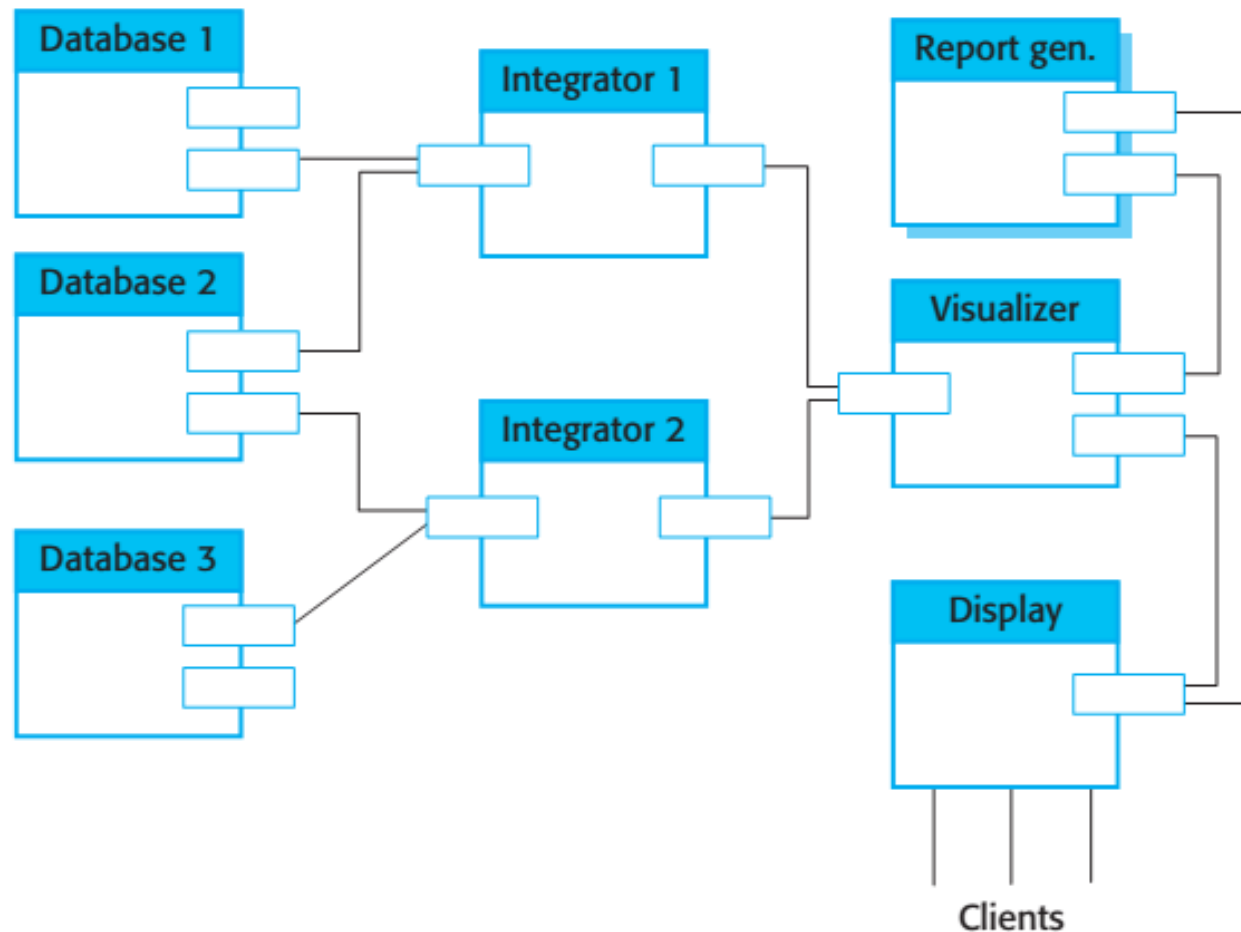 Database 1
Integrator 1
Report gen.
Database 2
Visualizer
Integrator 2
Database 3
Display
Clients